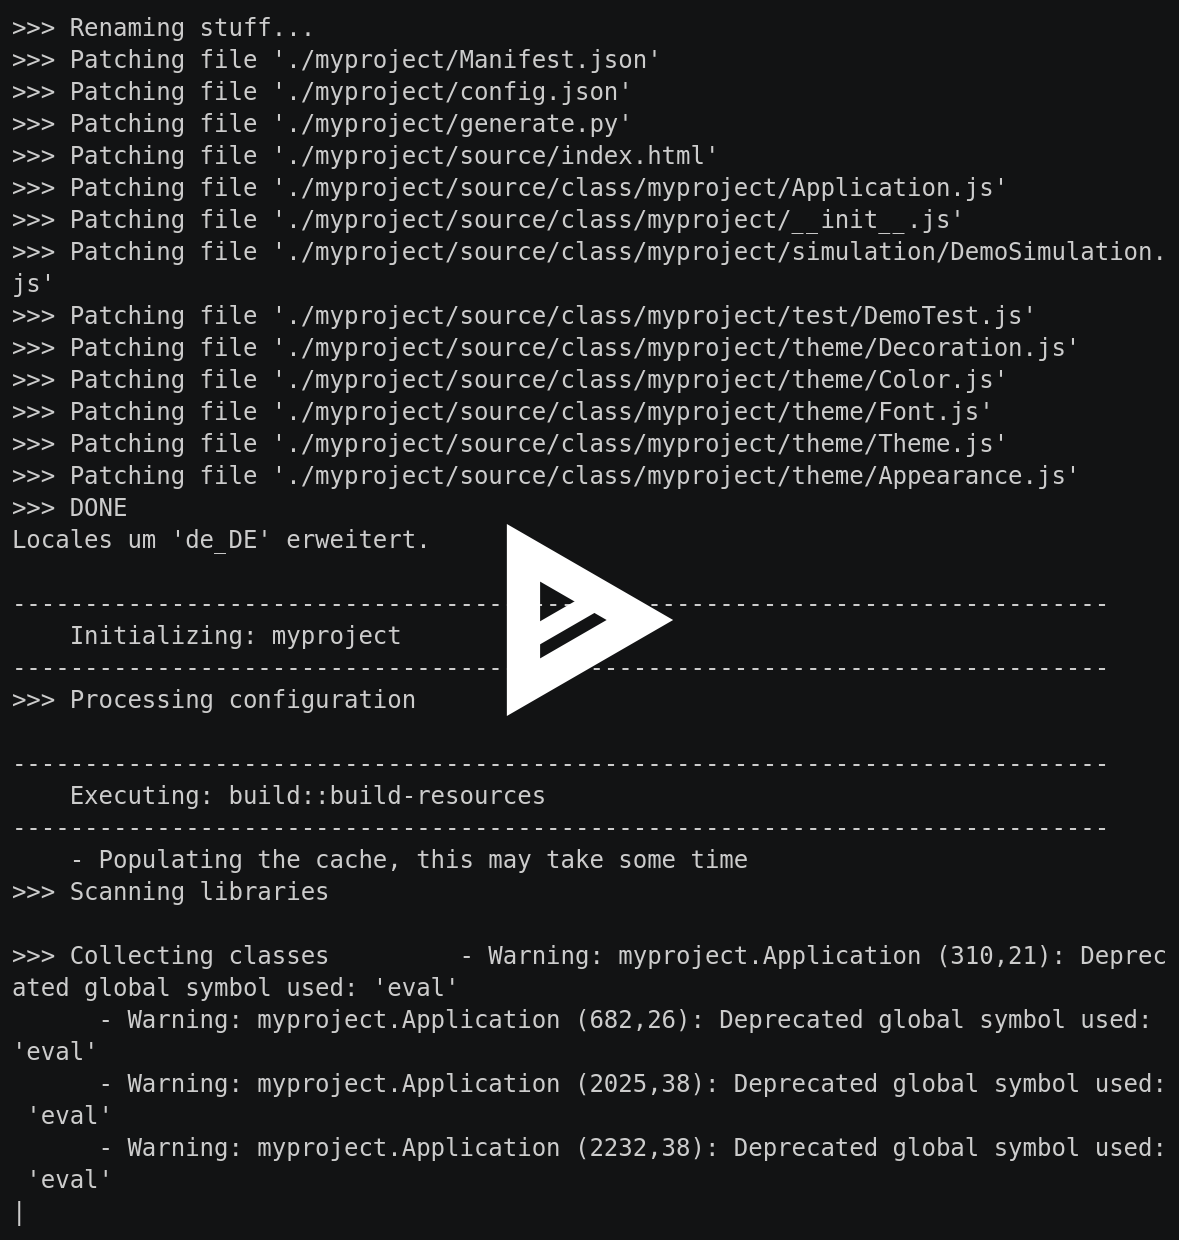 >>> Renaming stuff...
>>> Patching file './myproject/Manifest.json'
>>> Patching file './myproject/config.json'
>>> Patching file './myproject/generate.py'
>>> Patching file './myproject/source/index.html'
>>> Patching file './myproject/source/class/myproject/Application.js'
>>> Patching file './myproject/source/class/myproject/__init__.js'
>>> Patching file './myproject/source/class/myproject/simulation/DemoSimulation.
js'
>>> Patching file './myproject/source/class/myproject/test/DemoTest.js'
>>> Patching file './myproject/source/class/myproject/theme/Decoration.js'
>>> Patching file './myproject/source/class/myproject/theme/Color.js'
>>> Patching file './myproject/source/class/myproject/theme/Font.js'
>>> Patching file './myproject/source/class/myproject/theme/Theme.js'
>>> Patching file './myproject/source/class/myproject/theme/Appearance.js'
>>> DONE
Locales um 'de_DE' erweitert.

----------------------------------------------------------------------------
    Initializing: myproject
----------------------------------------------------------------------------
>>> Processing configuration

----------------------------------------------------------------------------
    Executing: build::build-resources
----------------------------------------------------------------------------
    - Populating the cache, this may take some time
>>> Scanning libraries

>>> Collecting classes         - Warning: myproject.Application (310,21): Deprec
ated global symbol used: 'eval'
      - Warning: myproject.Application (682,26): Deprecated global symbol used:
'eval'
      - Warning: myproject.Application (2025,38): Deprecated global symbol used:
 'eval'
      - Warning: myproject.Application (2232,38): Deprecated global symbol used:
 'eval'